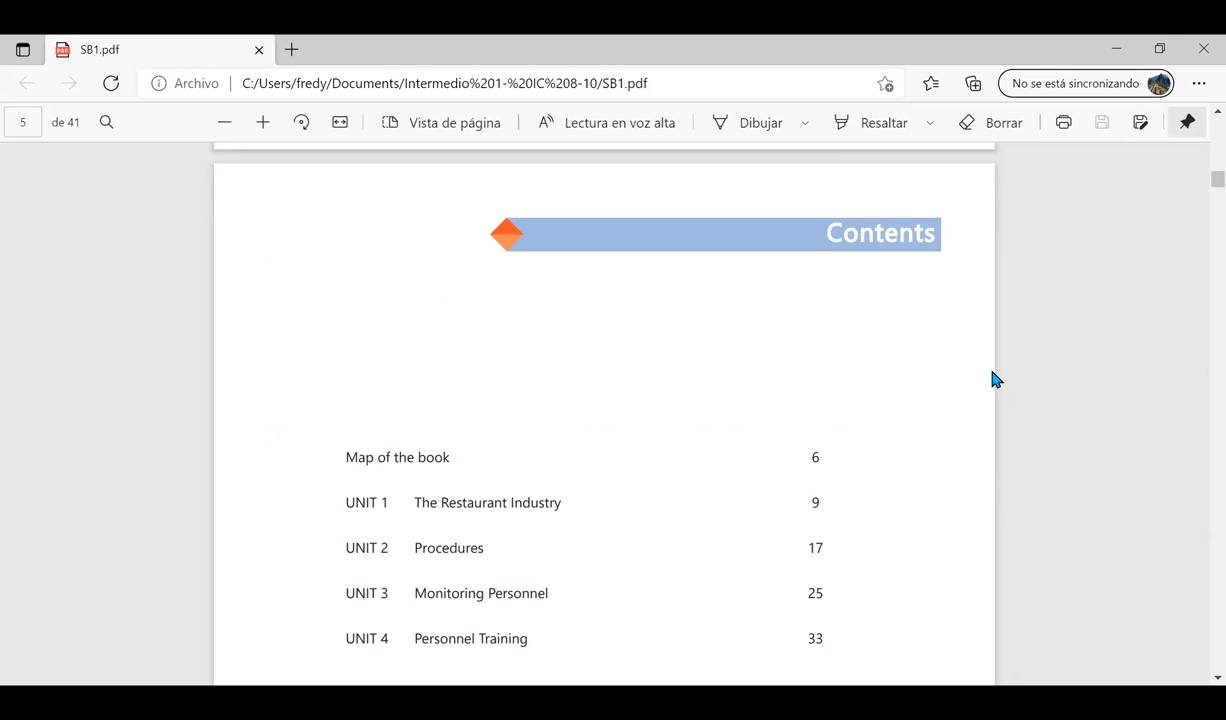 SB1.pdf
Archivo | C:/Users/fredy/Documents/Intermedio%201-%20IC%208-10/SB1.pdf
No se está sincronizando
5 de 41
Vista de página
Lectura en voz alta
Dibujar
Resaltar
Borrar
Contents
Map of the book 6
UNIT 1 The Restaurant Industry 9
UNIT 2 Procedures 17
UNIT 3 Monitoring Personnel 25
UNIT 4 Personnel Training 33